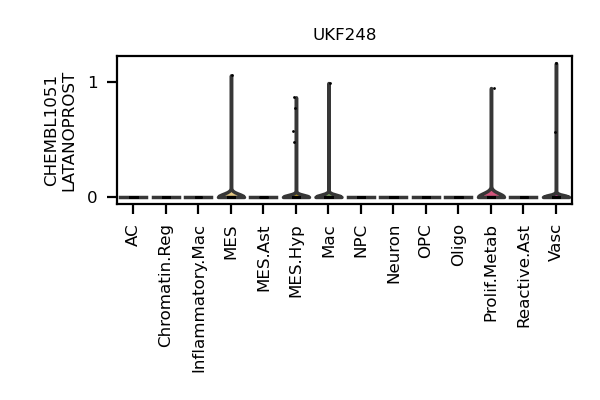 UKF248
CHEMBL1051
LATANOPROST
1
0
AC
Chromatin.Reg
Inflammatory.Mac
MES
MES.Ast
MES.Hyp
Mac
NPC
Neuron
OPC
Oligo
Prolif.Metab
Reactive.Ast
Vasc